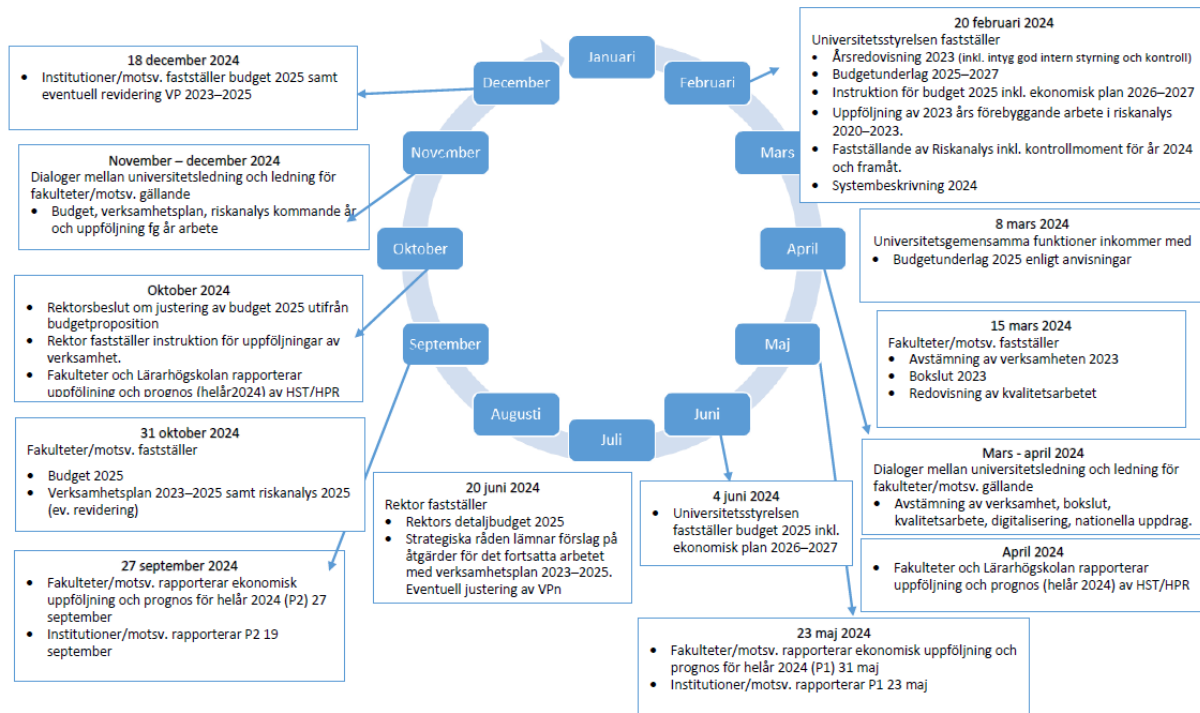 Januari
Februari
Mars
April
Maj
Juni
Juli
Augusti
September
Oktober
November
December
20 februari 2024
Universitetsstyrelsen fastställer
• Årsredovisning 2023 (inkl. intyg god intern styrning och kontroll)
• Budgetunderlag 2025–2027
• Instruktion för budget 2025 inkl. ekonomisk plan 2026–2027
• Uppföljning av 2023 års förebyggande arbete i riskanalys
2020–2023.
• Fastställande av Riskanalys inkl. kontrollmoment för år 2024
och framåt.
• Systembeskrivning 2024
8 mars 2024
Universitetsgemensamma funktioner inkommer med
• Budgetunderlag 2025 enligt anvisningar
15 mars 2024
Fakulteter/motsv. fastställer
• Avstämning av verksamheten 2023
• Bokslut 2023
• Redovisning av kvalitetsarbetet
Mars - april 2024
Dialoger mellan universitetsledning och ledning för
fakulteter/motsv. gällande
• Avstämning av verksamhet, bokslut,
kvalitetsarbete, digitalisering, nationella uppdrag.
April 2024
• Fakulteter och Lärarhögskolan rapporterar
uppföljning och prognos (helår 2024) av HST/HPR
23 maj 2024
• Fakulteter/motsv. rapporterar ekonomisk uppföljning och
prognos för helår 2024 (P1) 31 maj
• Institutioner/motsv. rapporterar P1 23 maj
4 juni 2024
• Universitetsstyrelsen
fastställer budget 2025 inkl.
ekonomisk plan 2026–2027
20 juni 2024
Rektor fastställer
• Rektors detaljbudget 2025
• Strategiska råden lämnar förslag på
åtgärder för det fortsatta arbetet
med verksamhetsplan 2023–2025.
Eventuell justering av VPn
27 september 2024
• Fakulteter/motsv. rapporterar ekonomisk
uppföljning och prognos för helår 2024 (P2) 27
september
• Institutioner/motsv. rapporterar P2 19
september
31 oktober 2024
Fakulteter/motsv. fastställer
• Budget 2025
• Verksamhetsplan 2023–2025 samt riskanalys 2025
(ev. revidering)
Oktober 2024
• Rektorsbeslut om justering av budget 2025 utifrån
budgetproposition
• Rektor fastställer instruktion för uppföljningar av
verksamhet.
• Fakulteter och Lärarhögskolan rapporterar
uppföljning och prognos (helår2024) av HST/HPR
November – december 2024
Dialoger mellan universitetsledning och ledning för
fakulteter/motsv. gällande
• Budget, verksamhetsplan, riskanalys kommande år
och uppföljning fg år arbete
18 december 2024
• Institutioner/motsv. fastställer budget 2025 samt
eventuell revidering VP 2023–2025